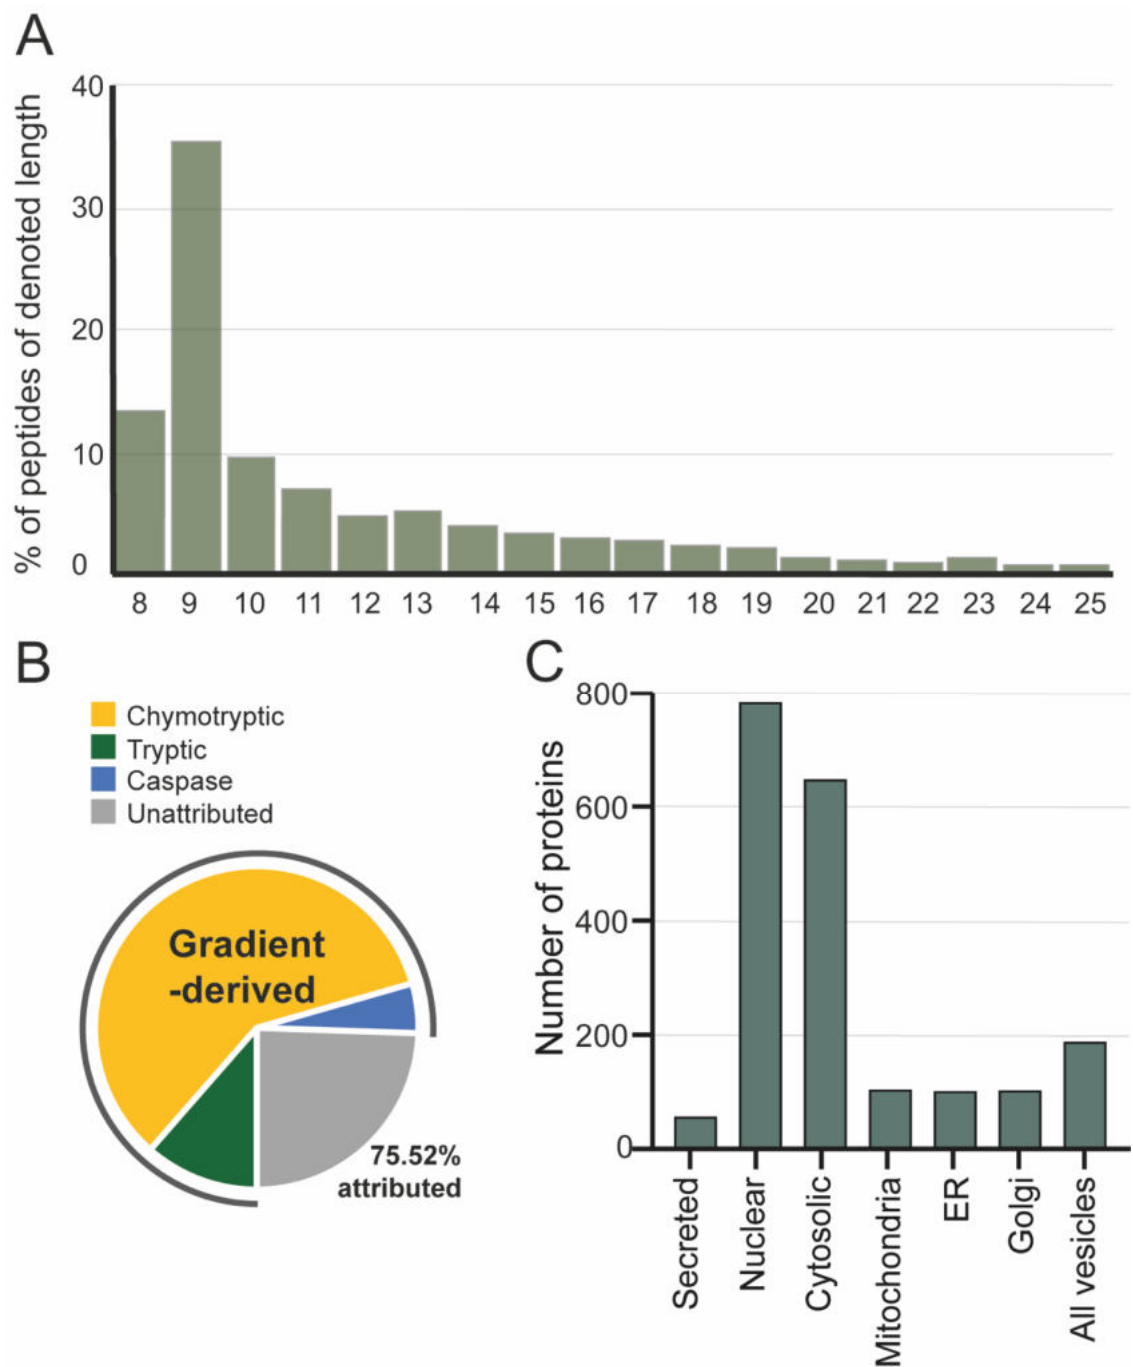 A
% of peptides of denoted length
40
30
20
10
0
8 9 10 11 12 13 14 15 16 17 18 19 20 21 22 23 24 25
B
Chymotryptic
Tryptic
Caspase
Unattributed
Gradient
-derived
75.52%
attributed
C
Number of proteins
800
600
400
200
0
Secreted
Nuclear
Cytosolic
Mitochondria
ER
Golgi
All vesicles